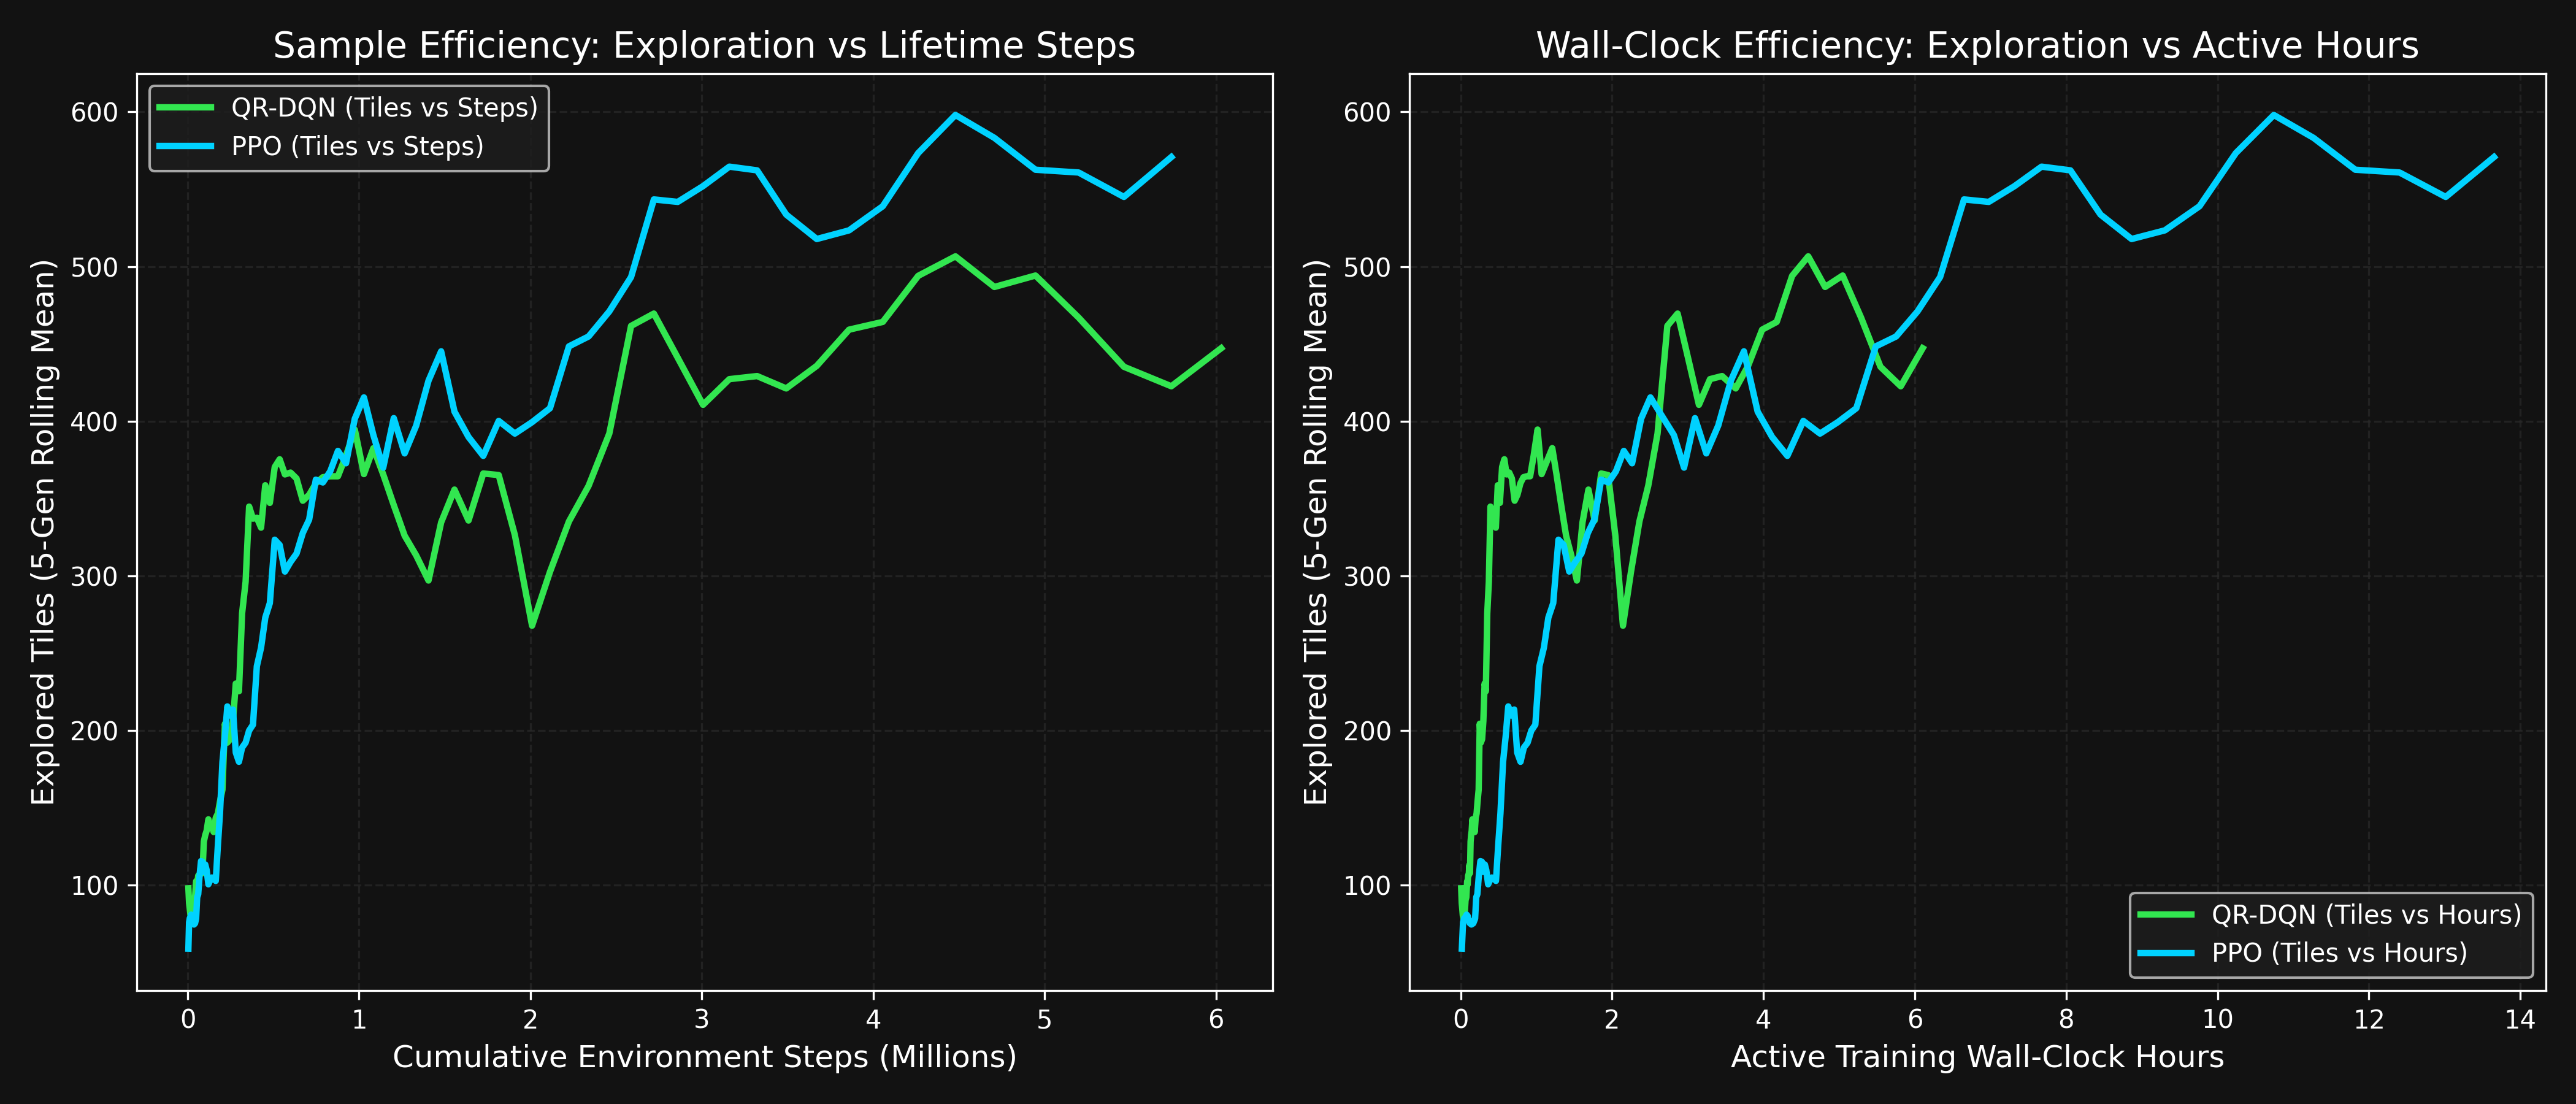 Sample Efficiency: Exploration vs Lifetime Steps
QR-DQN (Tiles vs Steps)
PPO (Tiles vs Steps)
Explored Tiles (5-Gen Rolling Mean)
600
500
400
300
200
100
0 1 2 3 4 5 6
Cumulative Environment Steps (Millions)
Wall-Clock Efficiency: Exploration vs Active Hours
Explored Tiles (5-Gen Rolling Mean)
600
500
400
300
200
100
QR-DQN (Tiles vs Hours)
PPO (Tiles vs Hours)
0 2 4 6 8 10 12 14
Active Training Wall-Clock Hours